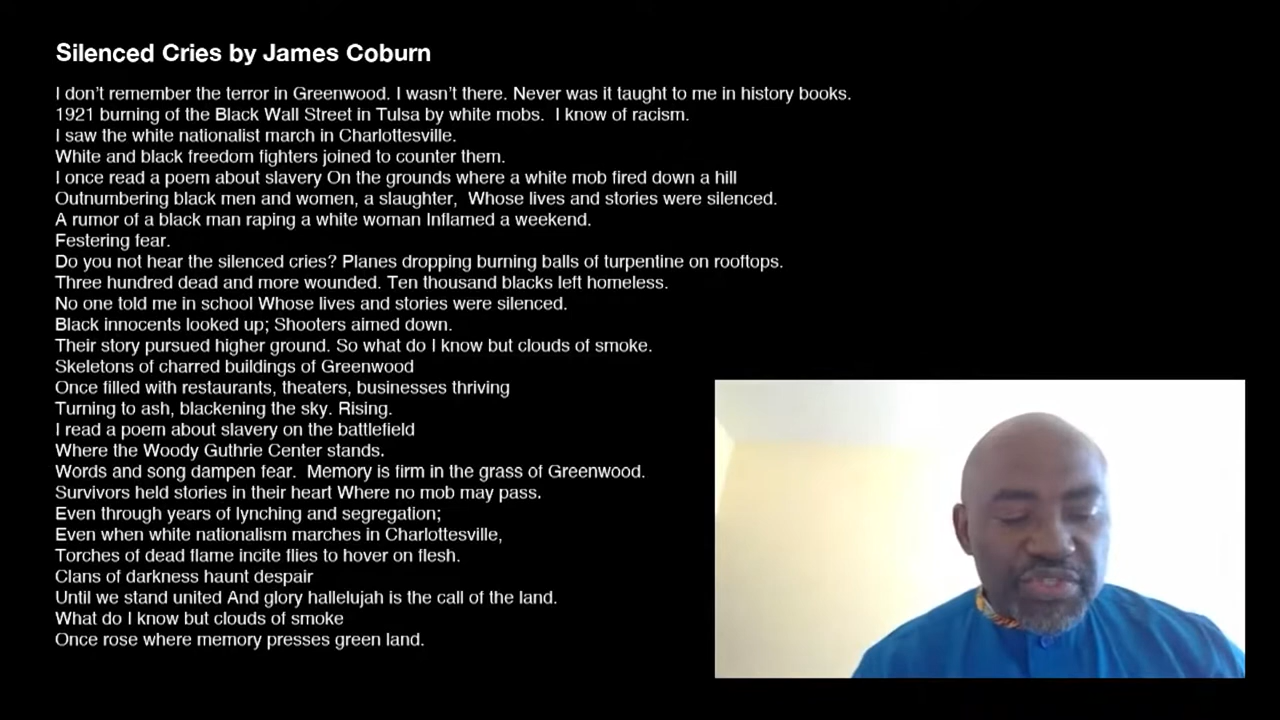 Silenced Cries by James Coburn
I don't remember the terror in Greenwood. I wasn't there. Never was it taught to me in history books.
1921 burning of the Black Wall Street in Tulsa by white mobs.  I know of racism.
I saw the white nationalist march in Charlottesville.
White and black freedom fighters joined to counter them.
I once read a poem about slavery On the grounds where a white mob fired down a hill
Outnumbering black men and women, a slaughter,  Whose lives and stories were silenced.
A rumor of a black man raping a white woman Inflamed a weekend.
Festering fear.
Do you not hear the silenced cries? Planes dropping burning balls of turpentine on rooftops.
Three hundred dead and more wounded. Ten thousand blacks left homeless.
No one told me in school Whose lives and stories were silenced.
Black innocents looked up; Shooters aimed down.
Their story pursued higher ground. So what do I know but clouds of smoke.
Skeletons of charred buildings of Greenwood
Once filled with restaurants, theaters, businesses thriving
Turning to ash, blackening the sky. Rising.
I read a poem about slavery on the battlefield
Where the Woody Guthrie Center stands.
Words and song dampen fear.  Memory is firm in the grass of Greenwood.
Survivors held stories in their heart Where no mob may pass.
Even through years of lynching and segregation;
Even when white nationalism marches in Charlottesville,
Torches of dead flame incite flies to hover on flesh.
Clans of darkness haunt despair
Until we stand united And glory hallelujah is the call of the land.
What do I know but clouds of smoke
Once rose where memory presses green land.